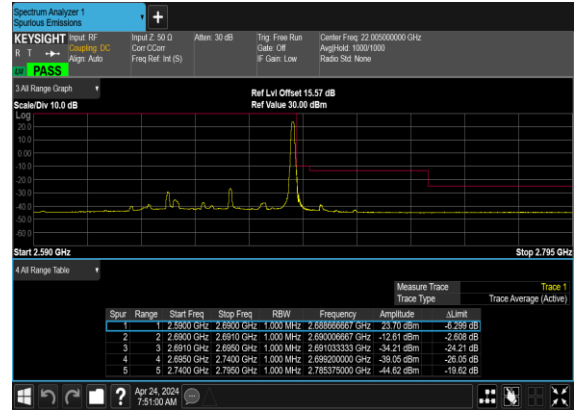 Spectrum Analyzer 1
Spurious Emissions
+
KEYSIGHT Input: RF Input Z: 50 Ω Atten: 30 dB Trig: Free Run Center Freq: 22.005000000 GHz
R T Coupling: DC Corr CCorr Gate: Off Avg|Hold: 1000/1000
Align: Auto Freq Ref: Int (S) IF Gain: Low Radio Std: None
PASS
3 All Range Graph
Ref Lvl Offset 15.57 dB
Scale/Div 10.0 dB Ref Value 30.00 dBm
Log
20.0
10.0
0.00
-10.0
-20.0
-30.0
-40.0
-50.0
-60.0
Start 2.590 GHz Stop 2.795 GHz
4 All Range Table
Measure Trace Trace 1
Trace Type Trace Average (Active)
Spur Range Start Freq Stop Freq RBW Frequency Amplitude ΔLimit
1 1 2.5900 GHz 2.6900 GHz 1.000 MHz 2.688666667 GHz 23.70 dBm -6.299 dB
2 2 2.6900 GHz 2.6910 GHz 1.000 MHz 2.690006667 GHz -12.61 dBm -2.608 dB
3 3 2.6910 GHz 2.6950 GHz 1.000 MHz 2.691033333 GHz -34.21 dBm -24.21 dB
4 4 2.6950 GHz 2.7400 GHz 1.000 MHz 2.699200000 GHz -39.05 dBm -26.05 dB
5 5 2.7400 GHz 2.7950 GHz 1.000 MHz 2.785375000 GHz -44.62 dBm -19.62 dB
? Apr 24, 2024
7:51:00 AM